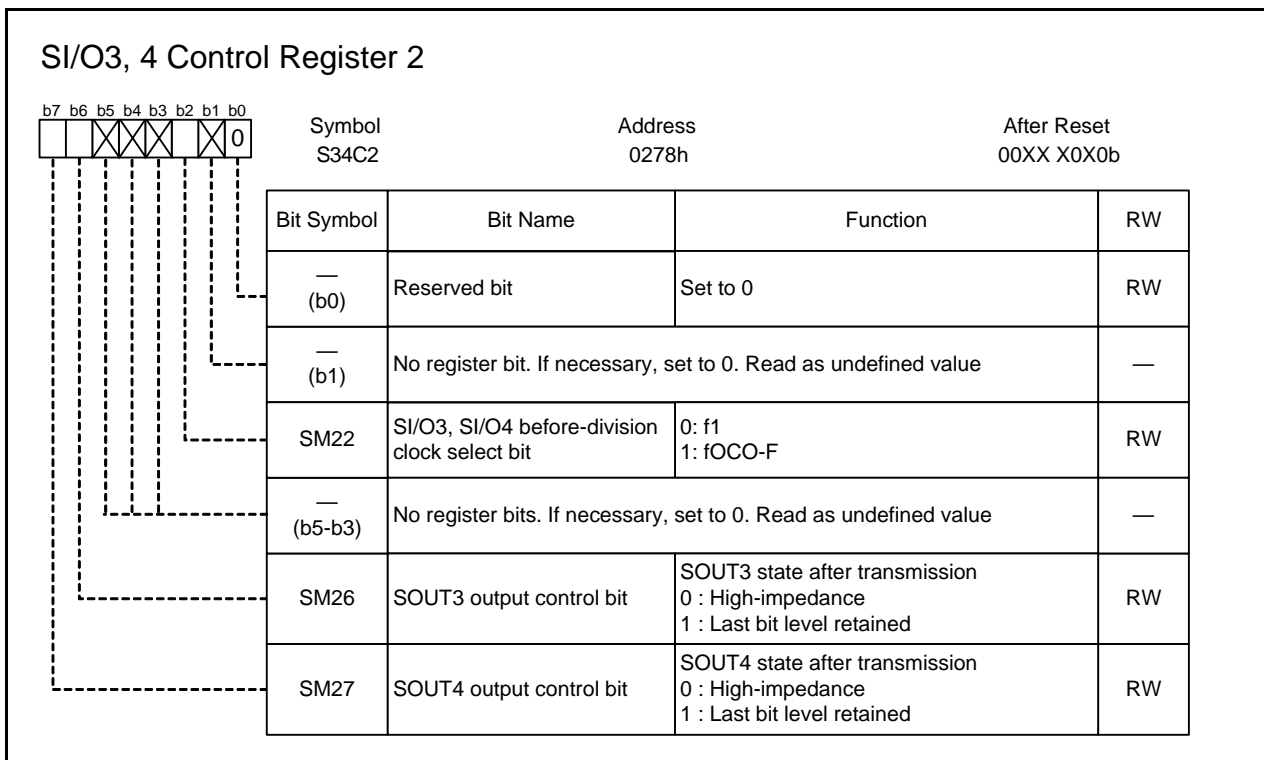 SI/O3, 4 Control Register 2
b7 b6 b5 b4 b3 b2 b1 b0
0
Symbol Address After Reset
S34C2 0278h 00XX X0X0b
Bit Symbol Bit Name Function RW
—
(b0) Reserved bit Set to 0 RW
—
(b1) No register bit. If necessary, set to 0. Read as undefined value —
SM22 SI/O3, SI/O4 before-division
clock select bit 0: f1
1: fOCO-F RW
—
(b5-b3) No register bits. If necessary, set to 0. Read as undefined value —
SM26 SOUT3 output control bit SOUT3 state after transmission
0 : High-impedance
1 : Last bit level retained RW
SM27 SOUT4 output control bit SOUT4 state after transmission
0 : High-impedance
1 : Last bit level retained RW